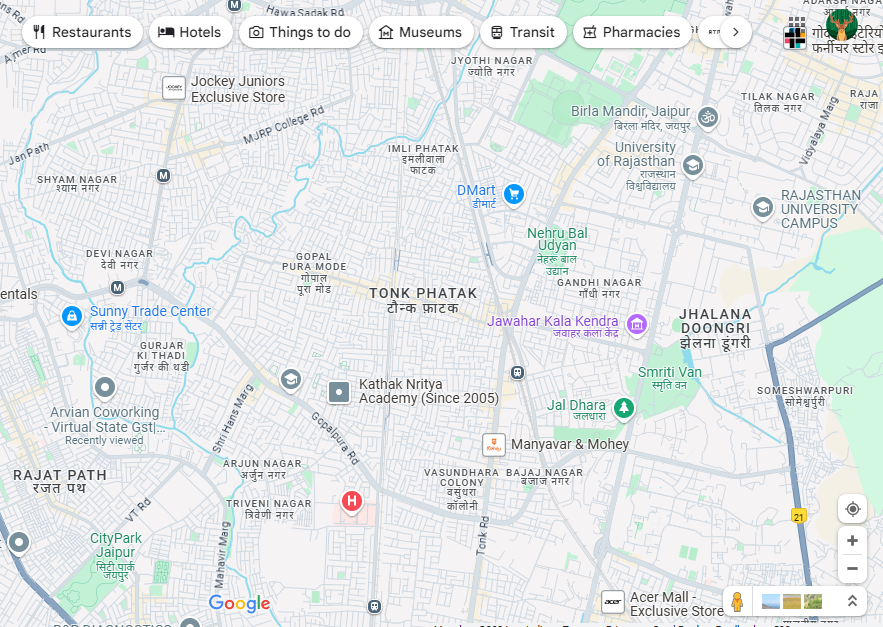 Hawa Sadak Rd
ADARSH NAGAR
आदर्श नगर
Restaurants
Hotels
Things to do
Museums
Transit
Pharmacies
Ajmer Rd
JYOTHI NAGAR
ज्योति नगर
Jockey Juniors
Exclusive Store
JOCKEY
TILAK NAGAR
तिलक नगर
RAJA
राजा
Birla Mandir, Jaipur
बिरला मंदिर, जयपुर
MJRP College Rd
Vidyalaya Marg
Jan Path
IMLI PHATAK
इमलीवाला
फाटक
University
of Rajasthan
राजस्थान
विश्वविद्यालय
SHYAM NAGAR
श्याम नगर
DMart
डीमार्ट
RAJASTHAN
UNIVERSITY
CAMPUS
Nehru Bal
Udyan
नेहरू बाल
उद्यान
DEVI NAGAR
देवी नगर
GOPAL
PURA MODE
गोपाल
पूरा मोड
GANDHI NAGAR
गाँधी नगर
entals
TONK PHATAK
टौन्क फ़ाटक
Sunny Trade Center
सन्नी ट्रेड सेंटर
Jawahar Kala Kendra
जवाहर कला केंद्र
JHALANA
DOONGRI
झेलना डूंगरी
GURJAR
KI THADI
गुर्जर की थडी
Smriti Van
स्मृति वन
Kathak Nritya
Academy (Since 2005)
SOMESHWARPURI
सोमेश्वर्पुरी
Arvian Coworking
- Virtual State Gst|...
Recently viewed
Shri Hans Marg
Gopalpura Rd
Jal Dhara
जलधारा
Manyavar & Mohey
RAJAT PATH
रजत पथ
ARJUN NAGAR
अर्जुन नगर
VASUNDHARA
COLONY
वसुंधरा
कॉलोनी
BAJAJ NAGAR
बजाज नगर
TRIVENI NAGAR
त्रिवेणी नगर
H
VT Rd
21
CityPark
Jaipur
सिटी पार्क
जयपुर
Mahavir Marg
Tonk Rd
Google
acer
Acer Mall -
Exclusive Store